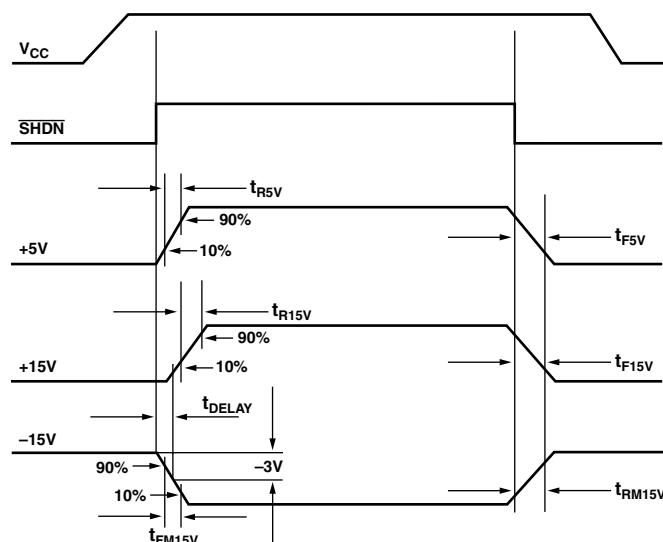 VCC
SHDN
tR5V
90%
+5V
10%
tF5V
tR15V
90%
+15V
10%
tF15V
tDELAY
–15V
90%
–3V
10%
tRM15V
tFM15V